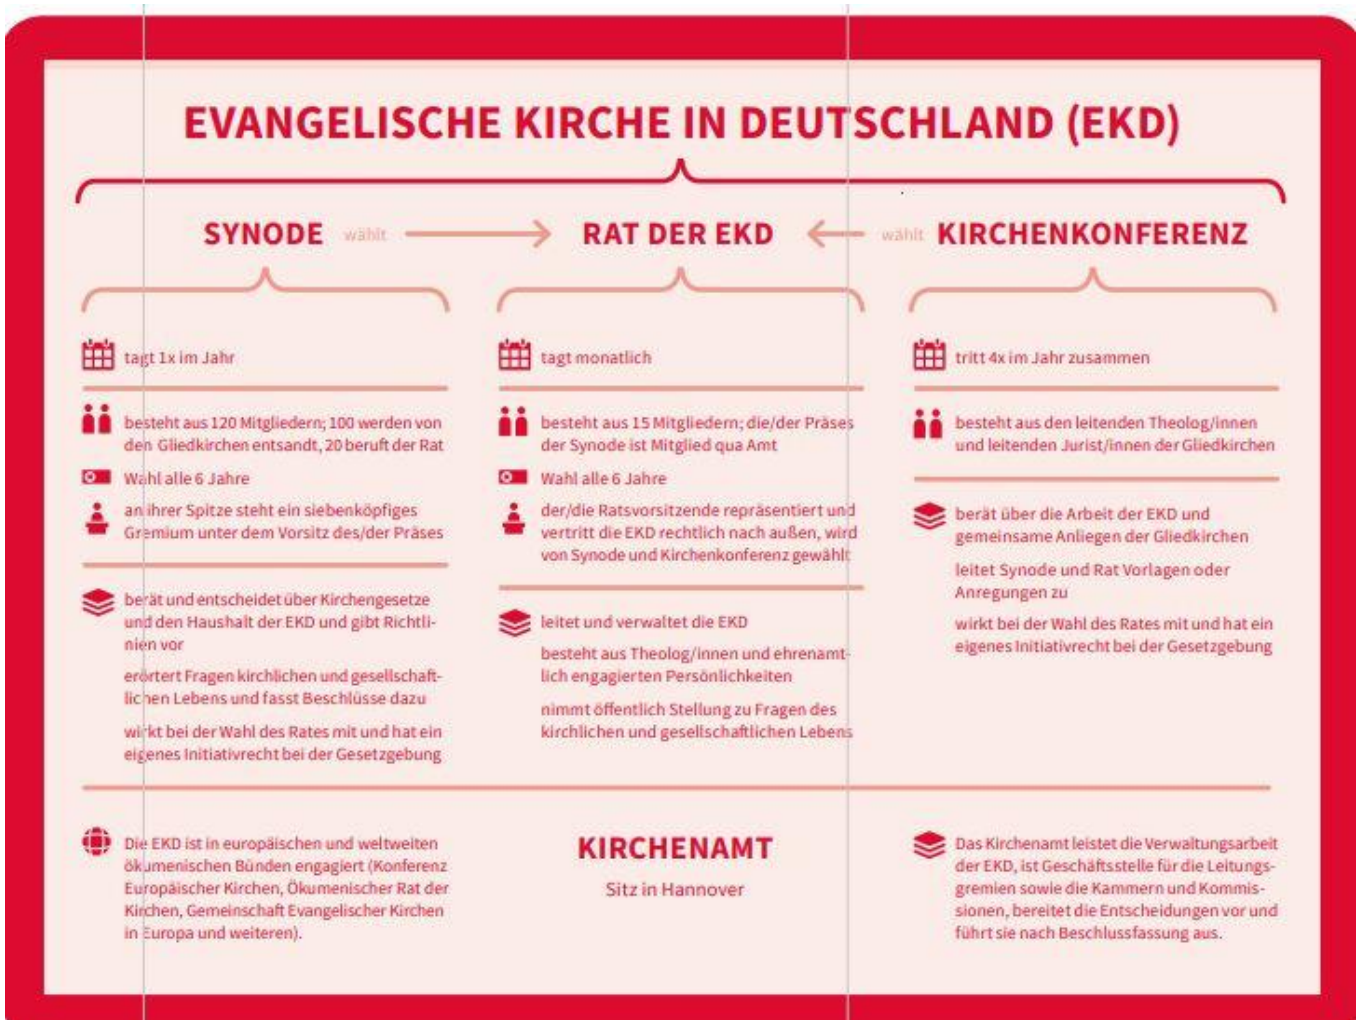 EVANGELISCHE KIRCHE IN DEUTSCHLAND (EKD)
SYNODE wählt
RAT DER EKD
wählt KIRCHENKONFERENZ
tagt 1x im Jahr
besteht aus 120 Mitgliedern; 100 werden von
den Gliedkirchen entsandt, 20 beruft der Rat
Wahl alle 6 Jahre
an ihrer Spitze steht ein siebenköpfiges
Gremium unter dem Vorsitz des/der Präses
berät und entscheidet über Kirchengesetze
und den Haushalt der EKD und gibt Richtli-
nien vor
erörtert Fragen kirchlichen und gesellschaft-
lichen Lebens und fasst Beschlüsse dazu
wirkt bei der Wahl des Rates mit und hat ein
eigenes Initiativrecht bei der Gesetzgebung
tagt monatlich
besteht aus 15 Mitgliedern; die/der Präses
der Synode ist Mitglied qua Amt
Wahl alle 6 Jahre
der/die Ratsvorsitzende repräsentiert und
vertritt die EKD rechtlich nach außen, wird
von Synode und Kirchenkonferenz gewählt
leitet und verwaltet die EKD
besteht aus Theolog/innen und ehrenamt-
lich engagierten Persönlichkeiten
nimmt öffentlich Stellung zu Fragen des
kirchlichen und gesellschaftlichen Lebens
tritt 4x im Jahr zusammen
besteht aus den leitenden Theolog/innen
und leitenden Jurist/innen der Gliedkirchen
berät über die Arbeit der EKD und
gemeinsame Anliegen der Gliedkirchen
leitet Synode und Rat Vorlagen oder
Anregungen zu
wirkt bei der Wahl des Rates mit und hat ein
eigenes Initiativrecht bei der Gesetzgebung
Die EKD ist in europäischen und weltweiten
ökumenischen Bünden engagiert (Konferenz
Europäischer Kirchen, Ökumenischer Rat der
Kirchen, Gemeinschaft Evangelischer Kirchen
in Europa und weiteren).
KIRCHENAMT
Sitz in Hannover
Das Kirchenamt leistet die Verwaltungsarbeit
der EKD, ist Geschäftsstelle für die Leitungs-
gremien sowie die Kammern und Kommis-
sionen, bereitet die Entscheidungen vor und
führt sie nach Beschlussfassung aus.